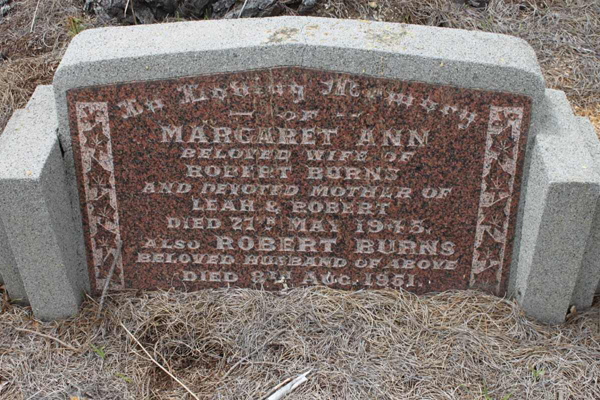 In Loving Memory
— OF —
MARGARET ANN
BELOVED WIFE OF
ROBERT BURNS
AND DEVOTED MOTHER OF
LEAH & ROBERT
DIED 27TH MAY 1945.
ALSO ROBERT BURNS
BELOVED HUSBAND OF ABOVE
DIED 8TH AUG. 1951.